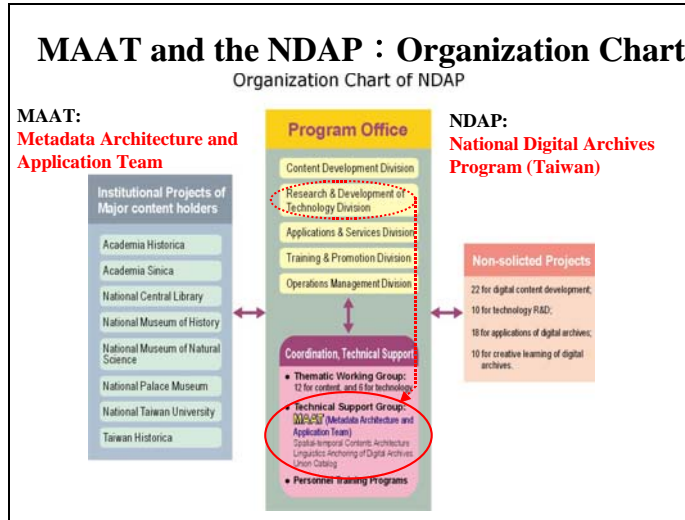 MAAT and the NDAP：Organization Chart
Organization Chart of NDAP
MAAT:
Metadata Architecture and
Application Team
NDAP:
National Digital Archives
Program (Taiwan)
Institutional Projects of
Major content holders
Academia Historica
Academia Sinica
National Central Library
National Museum of History
National Museum of Natural
Science
National Palace Museum
National Taiwan University
Taiwan Historica
Program Office
Content Development Division
Research & Development of
Technology Division
Applications & Services Division
Training & Promotion Division
Operations Management Division
Coordination, Technical Support
• Thematic Working Group:
12 for content, and 6 for technology
• Technical Support Group:
MAAT (Metadata Architecture and
Application Team)
Spatial-temporal Contents Architecture
Linguistics Anchoring of Digital Archives
Union Catalog
• Personnel Training Programs
Non-solicted Projects
22 for digital content development;
10 for technology R&D;
18 for applications of digital archives;
10 for creative learning of digital
archives.